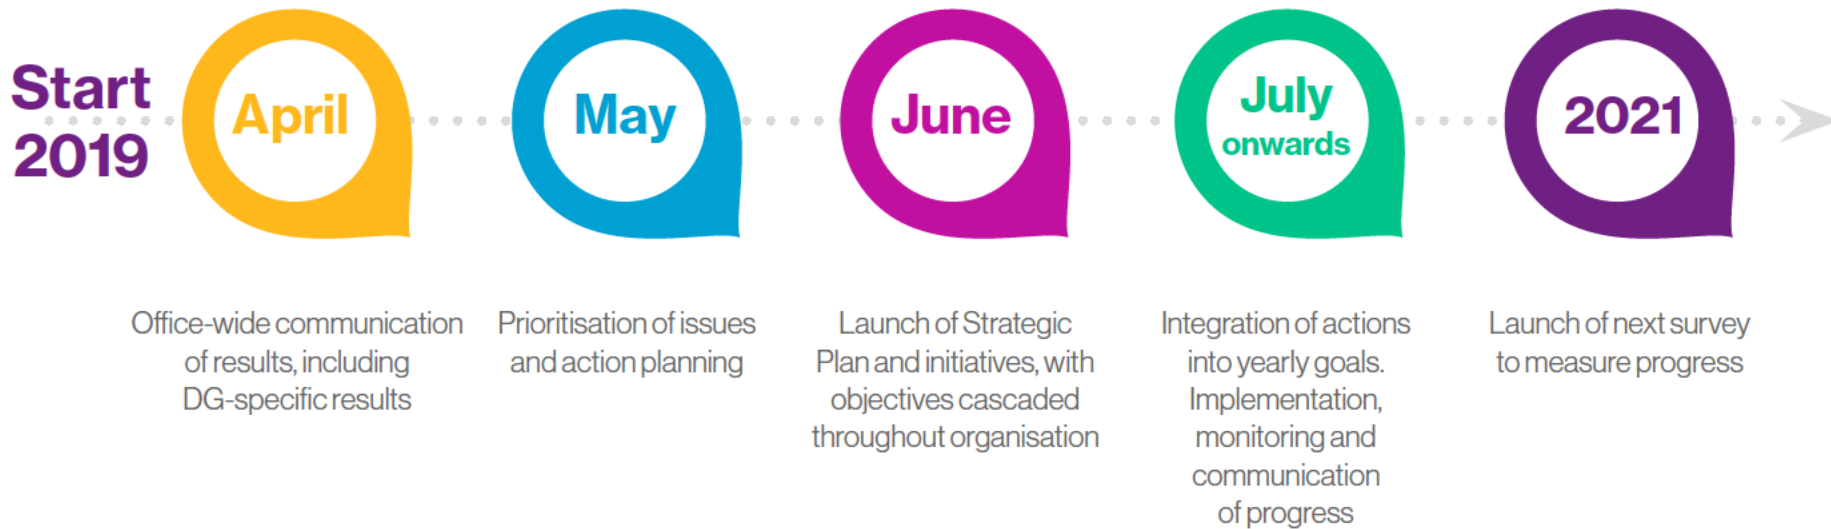 Start
2019
April
May
June
July
onwards
2021
Office-wide communication
of results, including
DG-specific results
Prioritisation of issues
and action planning
Launch of Strategic
Plan and initiatives, with
objectives cascaded
throughout organisation
Integration of actions
into yearly goals.
Implementation,
monitoring and
communication
of progress
Launch of next survey
to measure progress